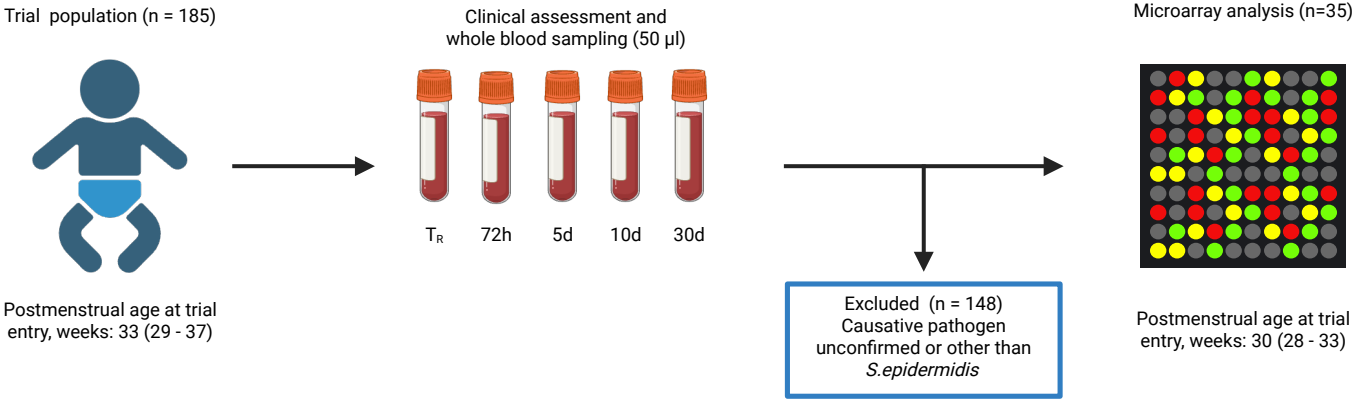 Trial population (n = 185)
Postmenstrual age at trial
entry, weeks: 33 (29 - 37)
Clinical assessment and
whole blood sampling (50 µl)
T_R 72h 5d 10d 30d
Excluded (n = 148)
Causative pathogen
unconfirmed or other than
S.epidermidis
Microarray analysis (n=35)
Postmenstrual age at trial
entry, weeks: 30 (28 - 33)